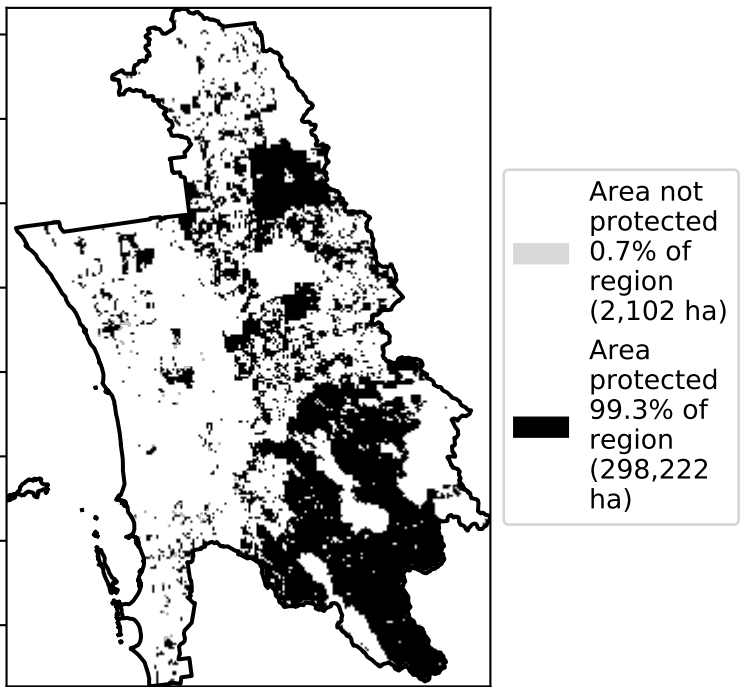 Area not
protected
0.7% of
region
(2,102 ha)
Area
protected
99.3% of
region
(298,222
ha)